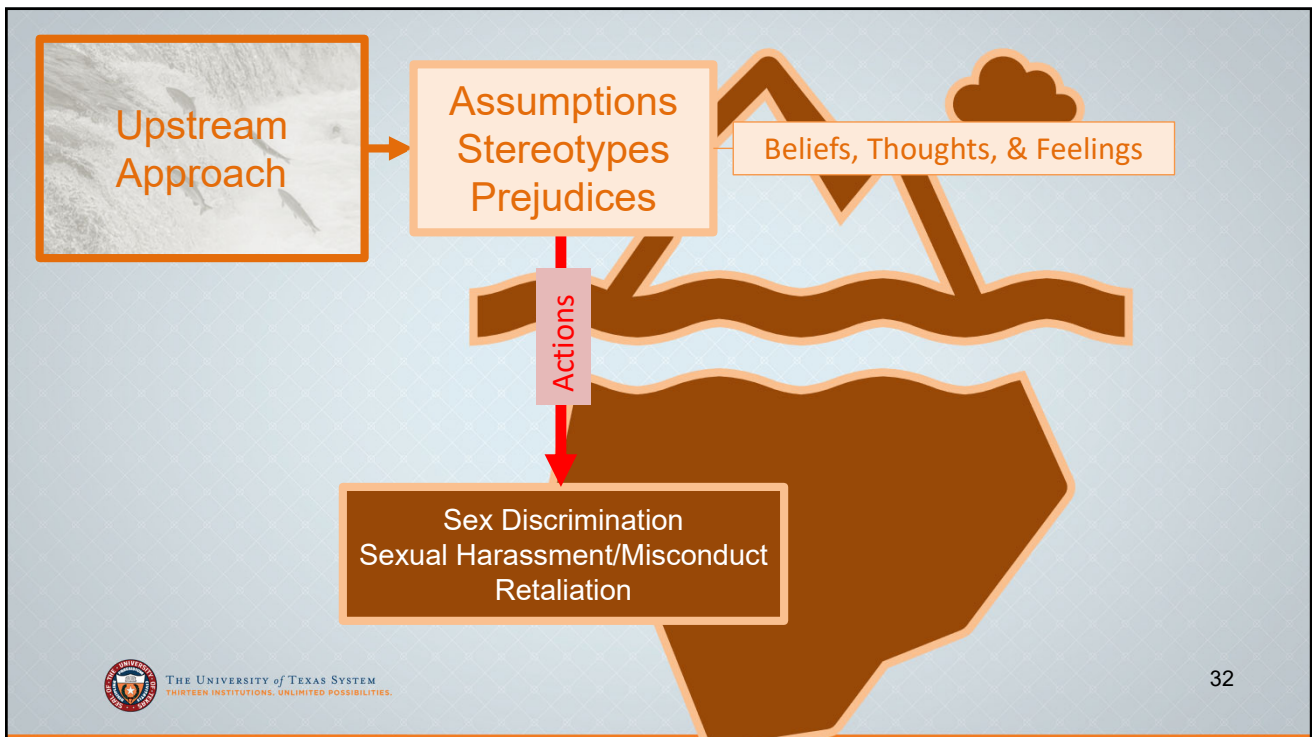 Upstream
Approach
Assumptions
Stereotypes
Prejudices
Beliefs, Thoughts, & Feelings
Actions
Sex Discrimination
Sexual Harassment/Misconduct
Retaliation
THE UNIVERSITY of TEXAS SYSTEM
THIRTEEN INSTITUTIONS. UNLIMITED POSSIBILITIES.
32